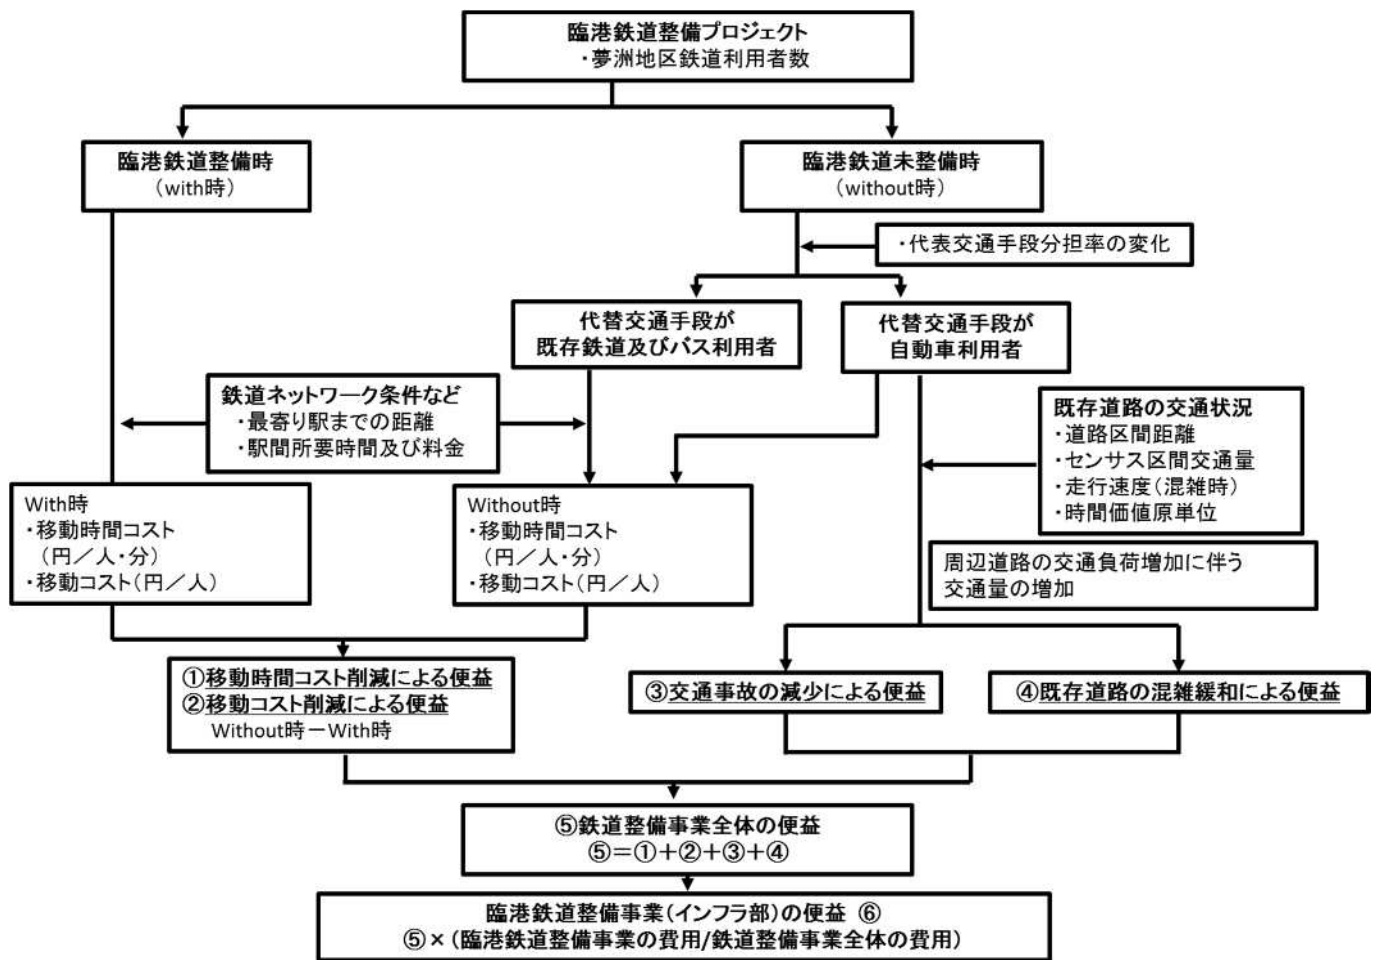 臨港鉄道整備プロジェクト
・夢洲地区鉄道利用者数
臨港鉄道整備時
（with時）
臨港鉄道未整備時
（without時）
・代表交通手段分担率の変化
代替交通手段が
既存鉄道及びバス利用者
代替交通手段が
自動車利用者
鉄道ネットワーク条件など
・最寄り駅までの距離
・駅間所要時間及び料金
既存道路の交通状況
・道路区間距離
・センサス区間交通量
・走行速度（混雑時）
・時間価値原単位
With時
・移動時間コスト
（円／人・分）
・移動コスト（円／人）
Without時
・移動時間コスト
（円／人・分）
・移動コスト（円／人）
周辺道路の交通負荷増加に伴う
交通量の増加
①移動時間コスト削減による便益
②移動コスト削減による便益
Without時－With時
③交通事故の減少による便益
④既存道路の混雑緩和による便益
⑤鉄道整備事業全体の便益
⑤＝①＋②＋③＋④
臨港鉄道整備事業（インフラ部）の便益 ⑥
⑤×（臨港鉄道整備事業の費用/鉄道整備事業全体の費用）